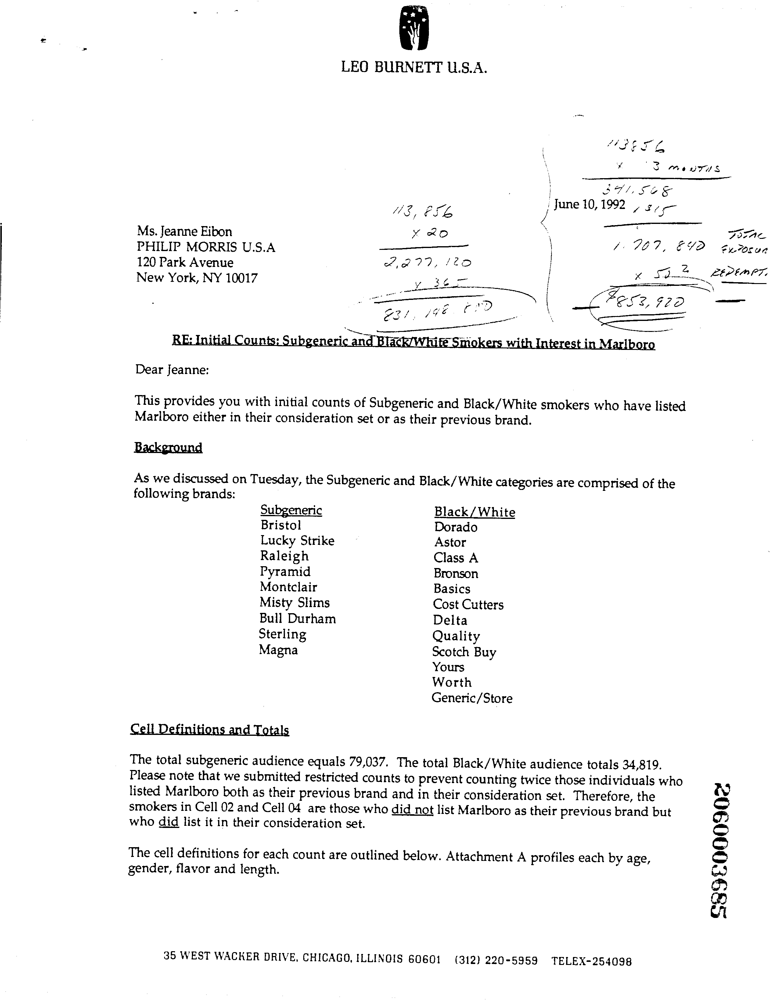 LEO BURNETT U.S.A.
113856
x 3 MONTHS
341,568
June 10, 1992
113,856
x 20
2,277,120
x 365
Ms. Jeanne Eibon
PHILIP MORRIS U.S.A
120 Park Avenue
New York, NY 10017
1,707,840 TOTAL
REDEMPT.
$853,920
RE: Initial Counts: Subgeneric and Black/White Smokers with Interest in Marlboro
Dear Jeanne:
This provides you with initial counts of Subgeneric and Black/White smokers who have listed
Marlboro either in their consideration set or as their previous brand.
Background
As we discussed on Tuesday, the Subgeneric and Black/White categories are comprised of the
following brands:
Subgeneric Black/White
Bristol Dorado
Lucky Strike Astor
Raleigh Class A
Pyramid Bronson
Montclair Basics
Misty Slims Cost Cutters
Bull Durham Delta
Sterling Quality
Magna Scotch Buy
Yours
Worth
Generic/Store
Cell Definitions and Totals
The total subgeneric audience equals 79,037. The total Black/White audience totals 34,819.
Please note that we submitted restricted counts to prevent counting twice those individuals who
listed Marlboro both as their previous brand and in their consideration set. Therefore, the
smokers in Cell 02 and Cell 04 are those who did not list Marlboro as their previous brand but
who did list it in their consideration set.
The cell definitions for each count are outlined below. Attachment A profiles each by age,
gender, flavor and length.
2060003685
35 WEST WACKER DRIVE, CHICAGO, ILLINOIS 60601 (312) 220-5959 TELEX-254098